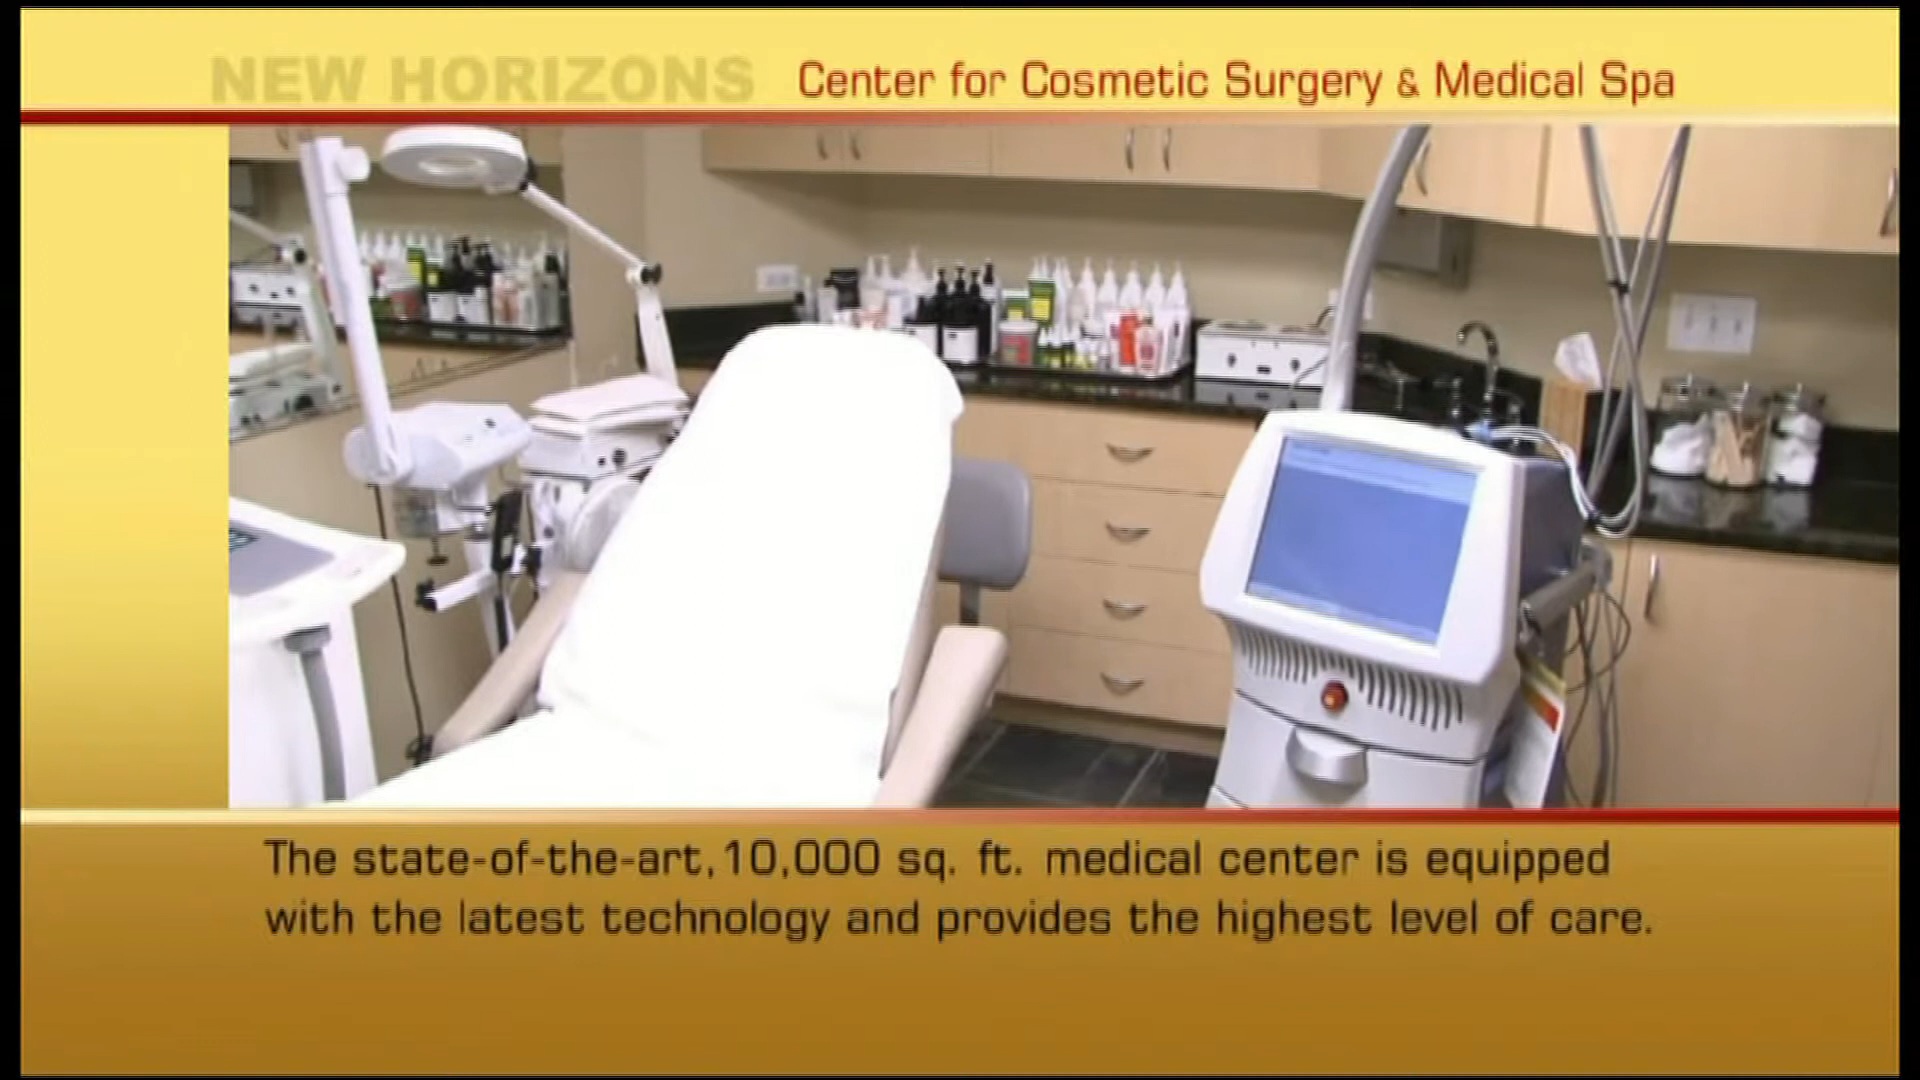 NEW HORIZONS Center for Cosmetic Surgery & Medical Spa
The state-of-the-art, 10,000 sq. ft. medical center is equipped
with the latest technology and provides the highest level of care.